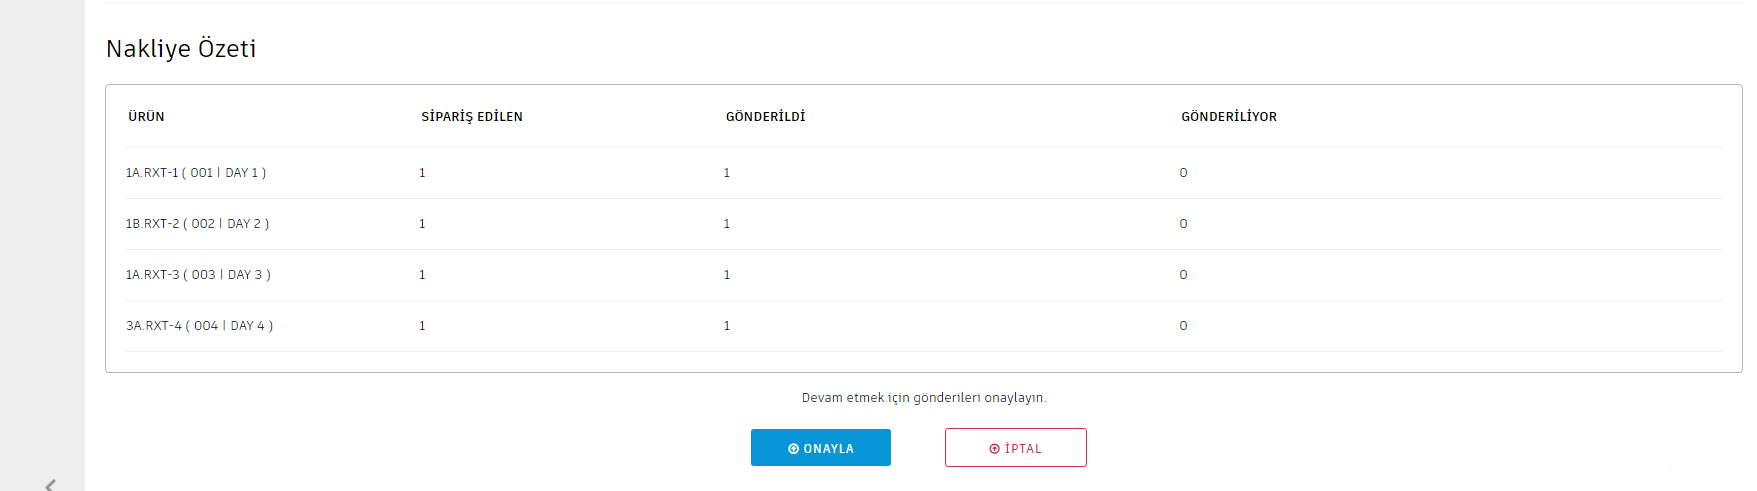 Nakliye Özeti
ÜRÜN SİPARİŞ EDİLEN GÖNDERİLDİ GÖNDERİLİYOR
1A.RXT-1 ( 001 | DAY 1 ) 1 1 0
1B.RXT-2 ( 002 | DAY 2 ) 1 1 0
1A.RXT-3 ( 003 | DAY 3 ) 1 1 0
3A.RXT-4 ( 004 | DAY 4 ) 1 1 0
Devam etmek için gönderileri onaylayın.
ONAYLA İPTAL